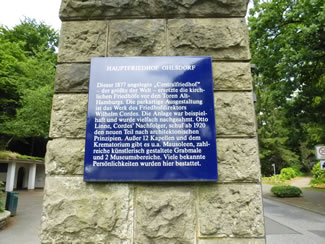 HAUPTFRIEDHOF OHLSDORF
Dieser 1877 angelegte „Centralfriedhof"
- der größte der Welt - ersetzte die kirch-
lichen Friedhöfe vor den Toren Alt-
Hamburgs. Die parkartige Ausgestaltung
ist das Werk des Friedhofdirektors
Wilhelm Cordes. Die Anlage war beispiel-
haft und wurde vielfach nachgeahmt. Otto
Linne, Cordes' Nachfolger, schuf ab 1920
den neuen Teil nach architektonischen
Prinzipien. Außer 12 Kapellen und dem
Krematorium gibt es u.a. Mausoleen, zahl-
reiche künstlerisch gestaltete Grabmale
und 2 Museumsbereiche. Viele bekannte
Persönlichkeiten wurden hier bestattet.